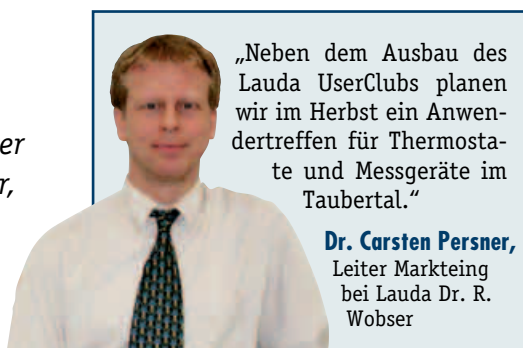 er
r,
„Neben dem Ausbau des
Lauda UserClubs planen
wir im Herbst ein Anwen-
dertreffen für Thermosta-
te und Messgeräte im
Taubertal.“
Dr. Carsten Persner,
Leiter Markteing
bei Lauda Dr. R.
Wobser